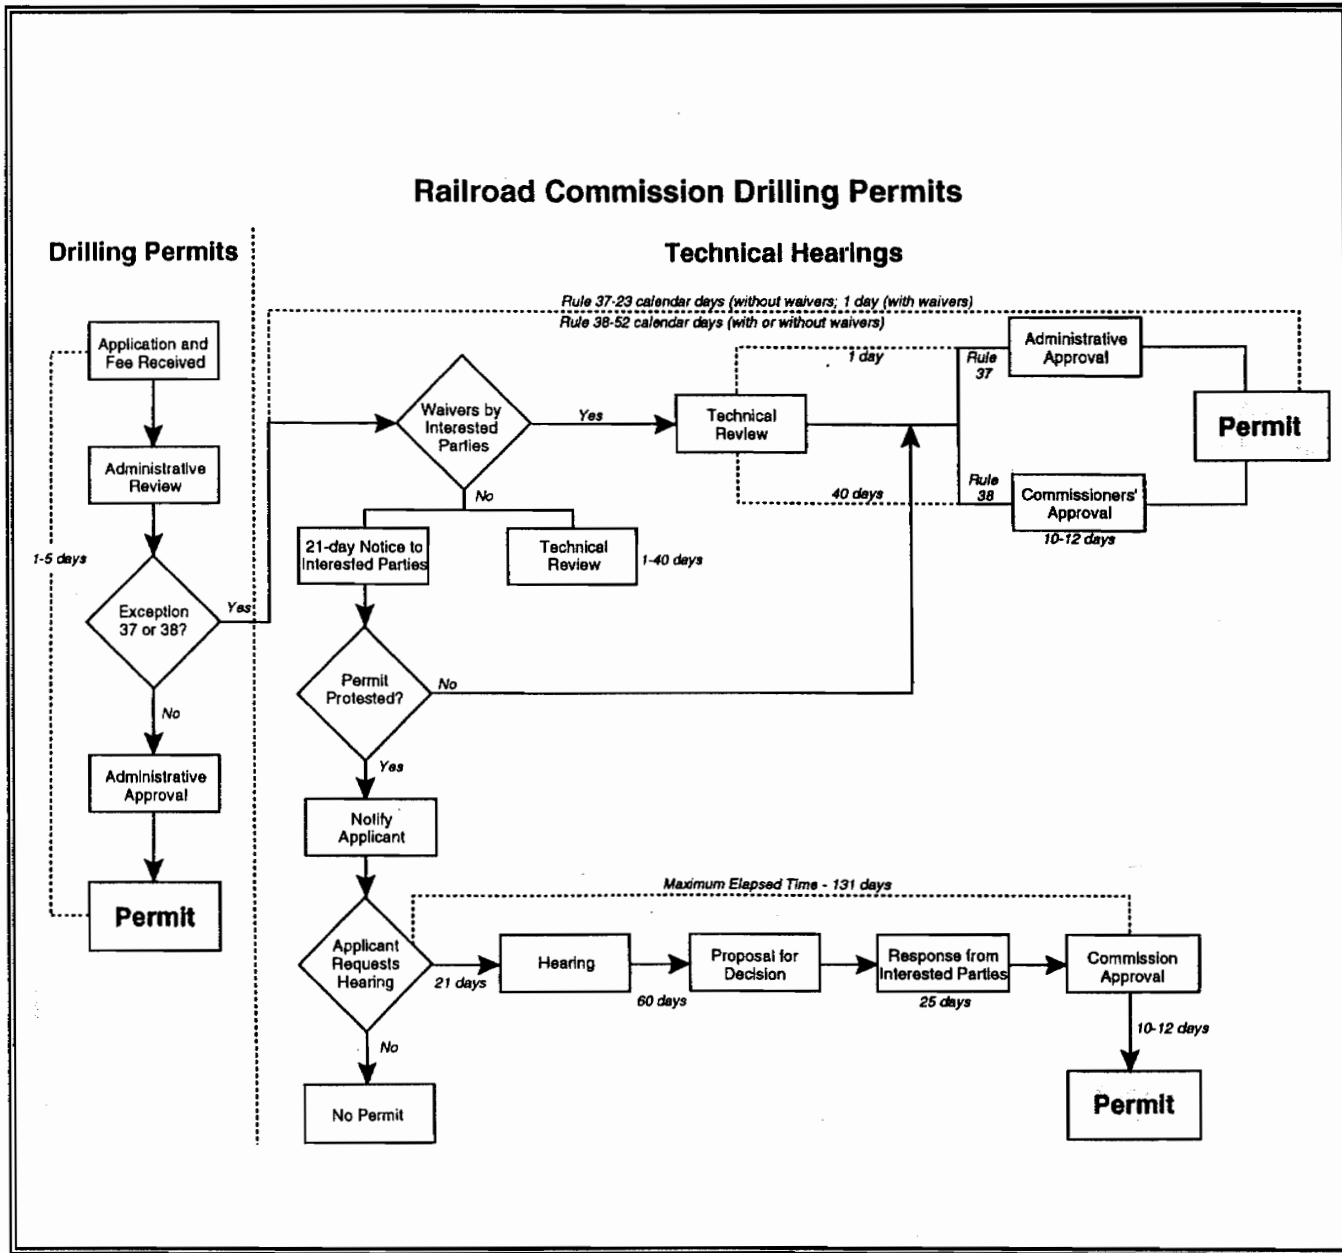 Railroad Commission Drilling Permits
Drilling Permits
Application and
Fee Received
Administrative
Review
1-5 days
Exception
37 or 38?
Yes
No
Administrative
Approval
Permit
Technical Hearings
Rule 37-23 calendar days (without waivers; 1 day (with waivers)
Rule 38-52 calendar days (with or without waivers)
Waivers by
Interested
Parties
Yes
No
Technical
Review
1 day
40 days
Rule
37
Administrative
Approval
Rule
38
Commissioners'
Approval
10-12 days
Permit
21-day Notice to
Interested Parties
Technical
Review
1-40 days
Permit
Protested?
No
Yes
Notify
Applicant
Maximum Elapsed Time - 131 days
Applicant
Requests
Hearing
21 days
Hearing
60 days
Proposal for
Decision
Response from
Interested Parties
25 days
Commission
Approval
10-12 days
Permit
No
No Permit